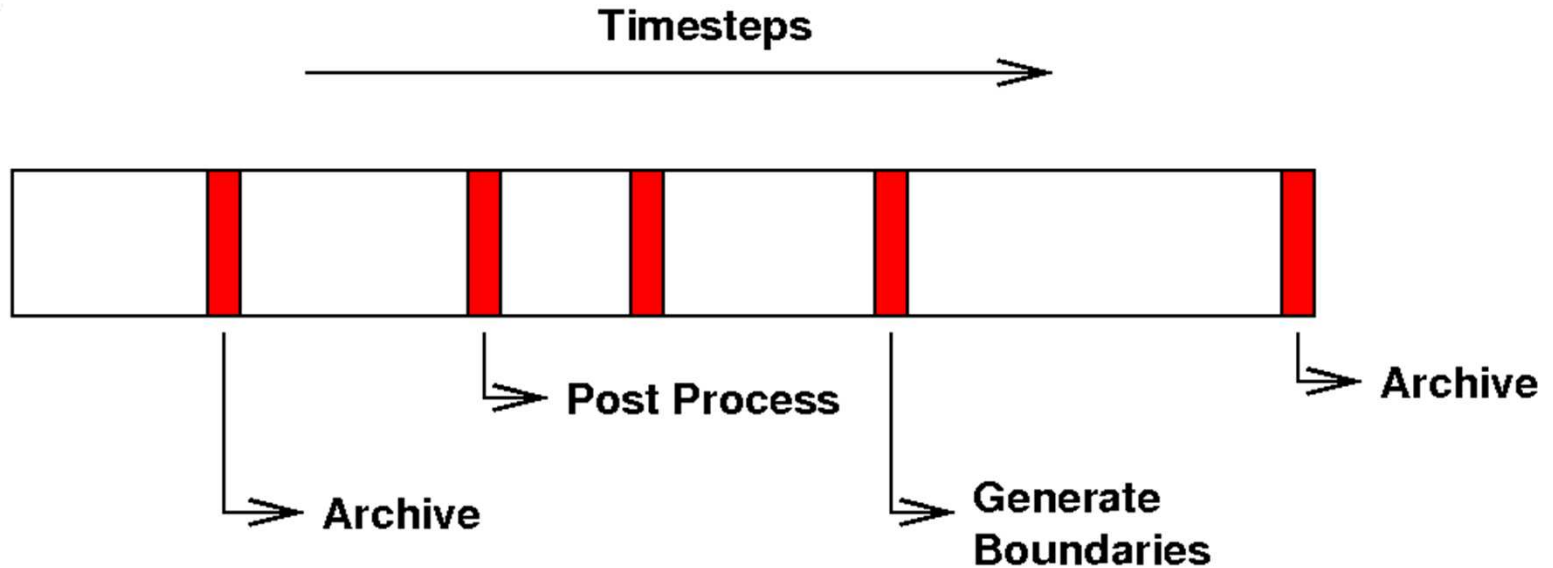 Timesteps
Post Process
Archive
Archive
Generate
Boundaries